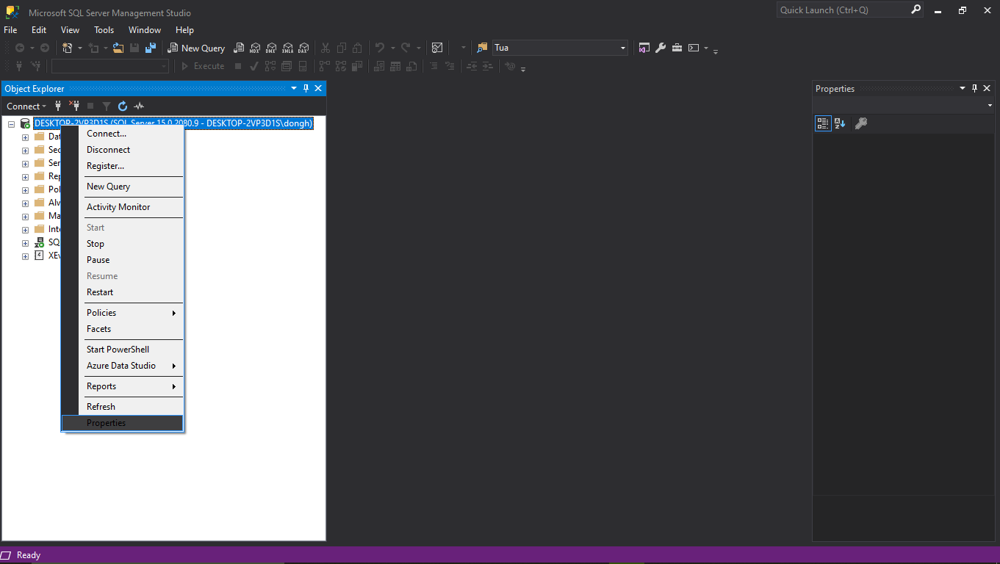 Microsoft SQL Server Management Studio
Quick Launch (Ctrl+Q)
File Edit View Tools Window Help
New Query
MDX
DMX
XMLA
DAX
Tua
Execute
Object Explorer
Connect
DESKTOP-2VP3D1S (SQL Server 15.0.2080.9 - DESKTOP-2VP3D1S\dongh)
Dat
Sec
Ser
Rep
Pol
Alw
Ma
Inte
SQ
XEv
Connect...
Disconnect
Register...
New Query
Activity Monitor
Start
Stop
Pause
Resume
Restart
Policies
Facets
Start PowerShell
Azure Data Studio
Reports
Refresh
Properties
Properties
Ready